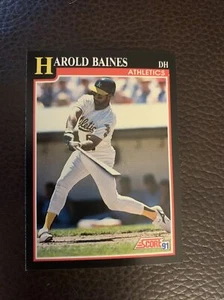 HAROLD BAINES DH
ATHLETICS
SCORE 91